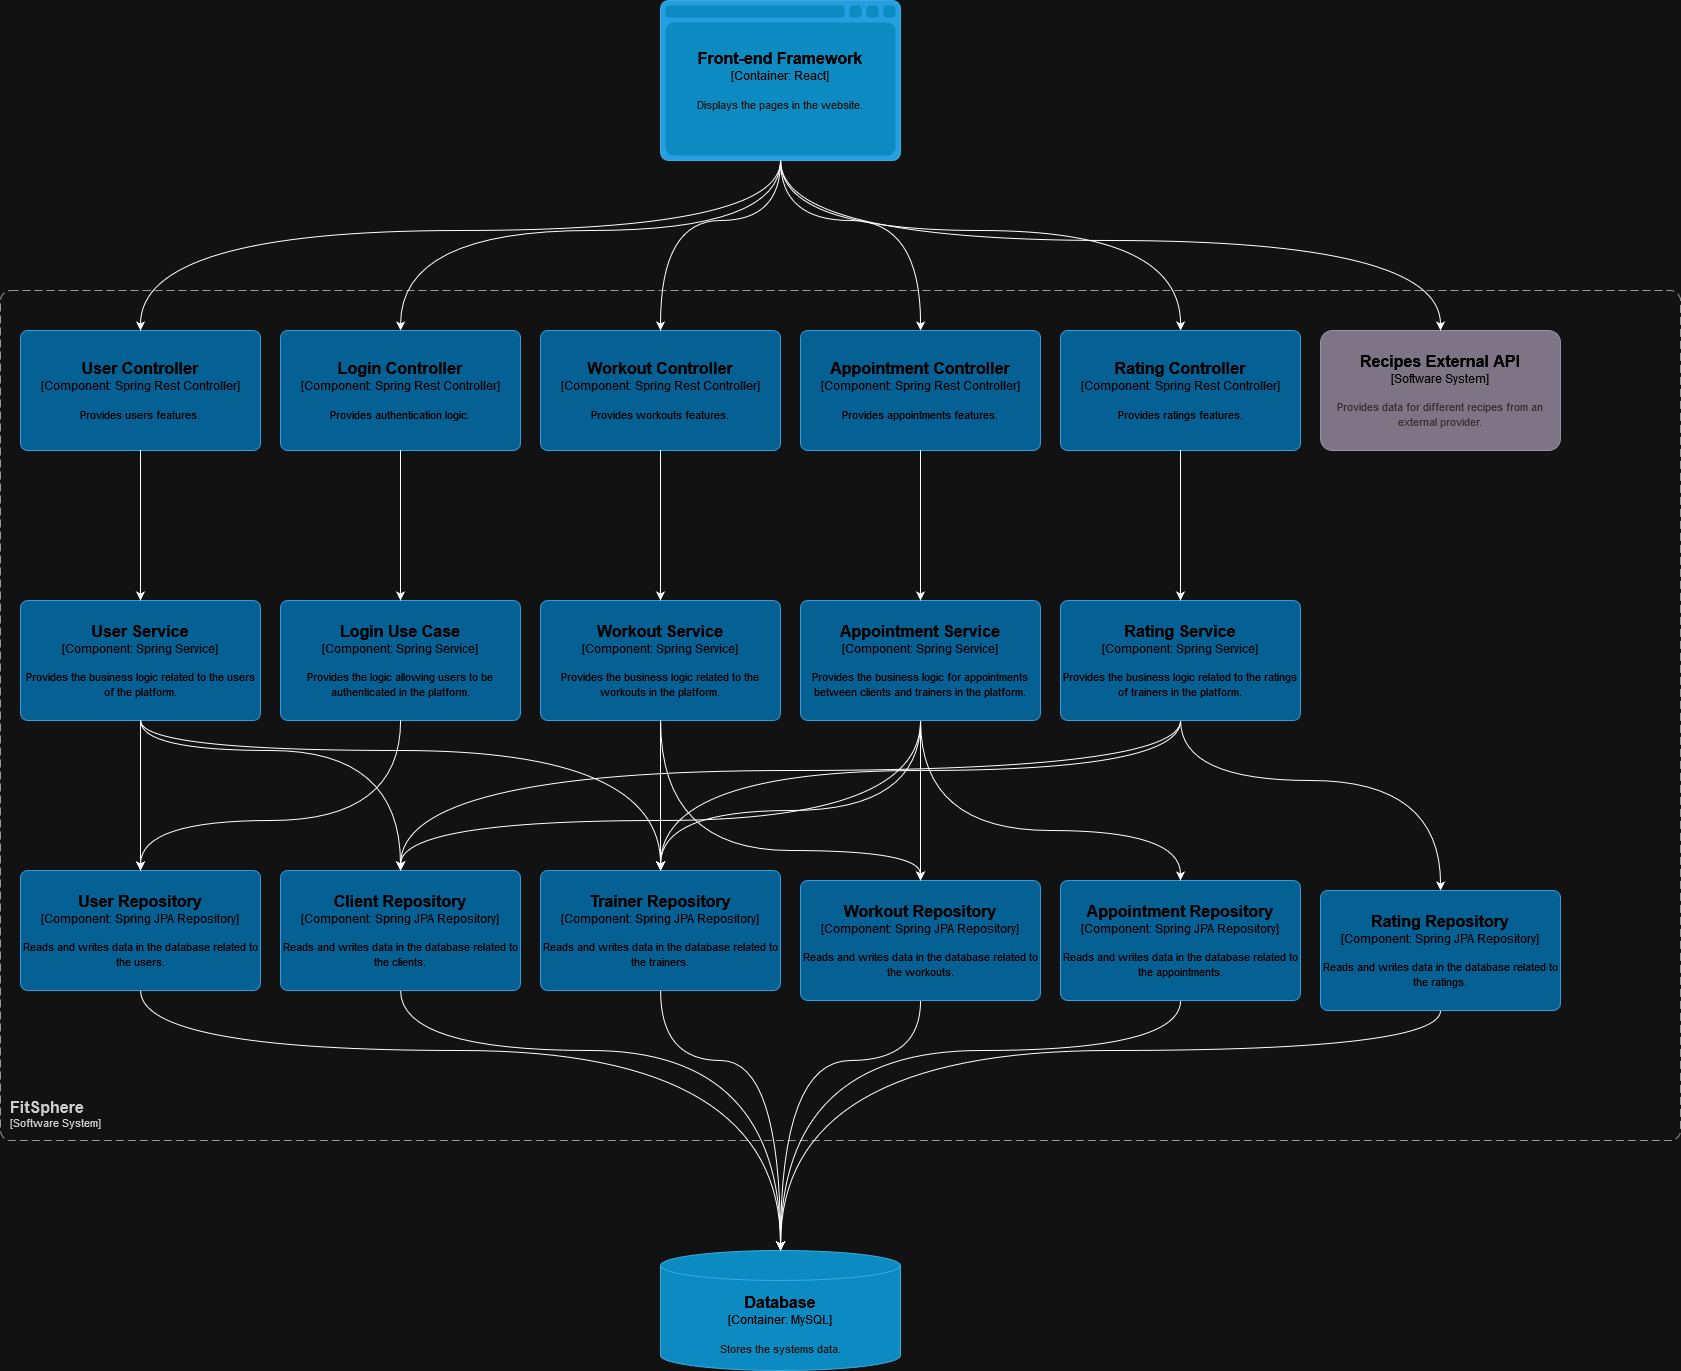 Front-end Framework
[Container: React]
Displays the pages in the website.
User Controller
[Component: Spring Rest Controller]
Provides users features.
Login Controller
[Component: Spring Rest Controller]
Provides authentication logic.
Workout Controller
[Component: Spring Rest Controller]
Provides workouts features.
Appointment Controller
[Component: Spring Rest Controller]
Provides appointments features.
Rating Controller
[Component: Spring Rest Controller]
Provides ratings features.
Recipes External API
[Software System]
Provides data for different recipes from an
external provider.
User Service
[Component: Spring Service]
Provides the business logic related to the users
of the platform.
Login Use Case
[Component: Spring Service]
Provides the logic allowing users to be
authenticated in the platform.
Workout Service
[Component: Spring Service]
Provides the business logic related to the
workouts in the platform.
Appointment Service
[Component: Spring Service]
Provides the business logic for appointments
between clients and trainers in the platform.
Rating Service
[Component: Spring Service]
Provides the business logic related to the ratings
of trainers in the platform.
User Repository
[Component: Spring JPA Repository]
Reads and writes data in the database related to
the users.
Client Repository
[Component: Spring JPA Repository]
Reads and writes data in the database related to
the clients.
Trainer Repository
[Component: Spring JPA Repository]
Reads and writes data in the database related to
the trainers.
Workout Repository
[Component: Spring JPA Repository]
Reads and writes data in the database related to
the workouts.
Appointment Repository
[Component: Spring JPA Repository]
Reads and writes data in the database related to
the appointments.
Rating Repository
[Component: Spring JPA Repository]
Reads and writes data in the database related to
the ratings.
FitSphere
[Software System]
Database
[Container: MySQL]
Stores the systems data.